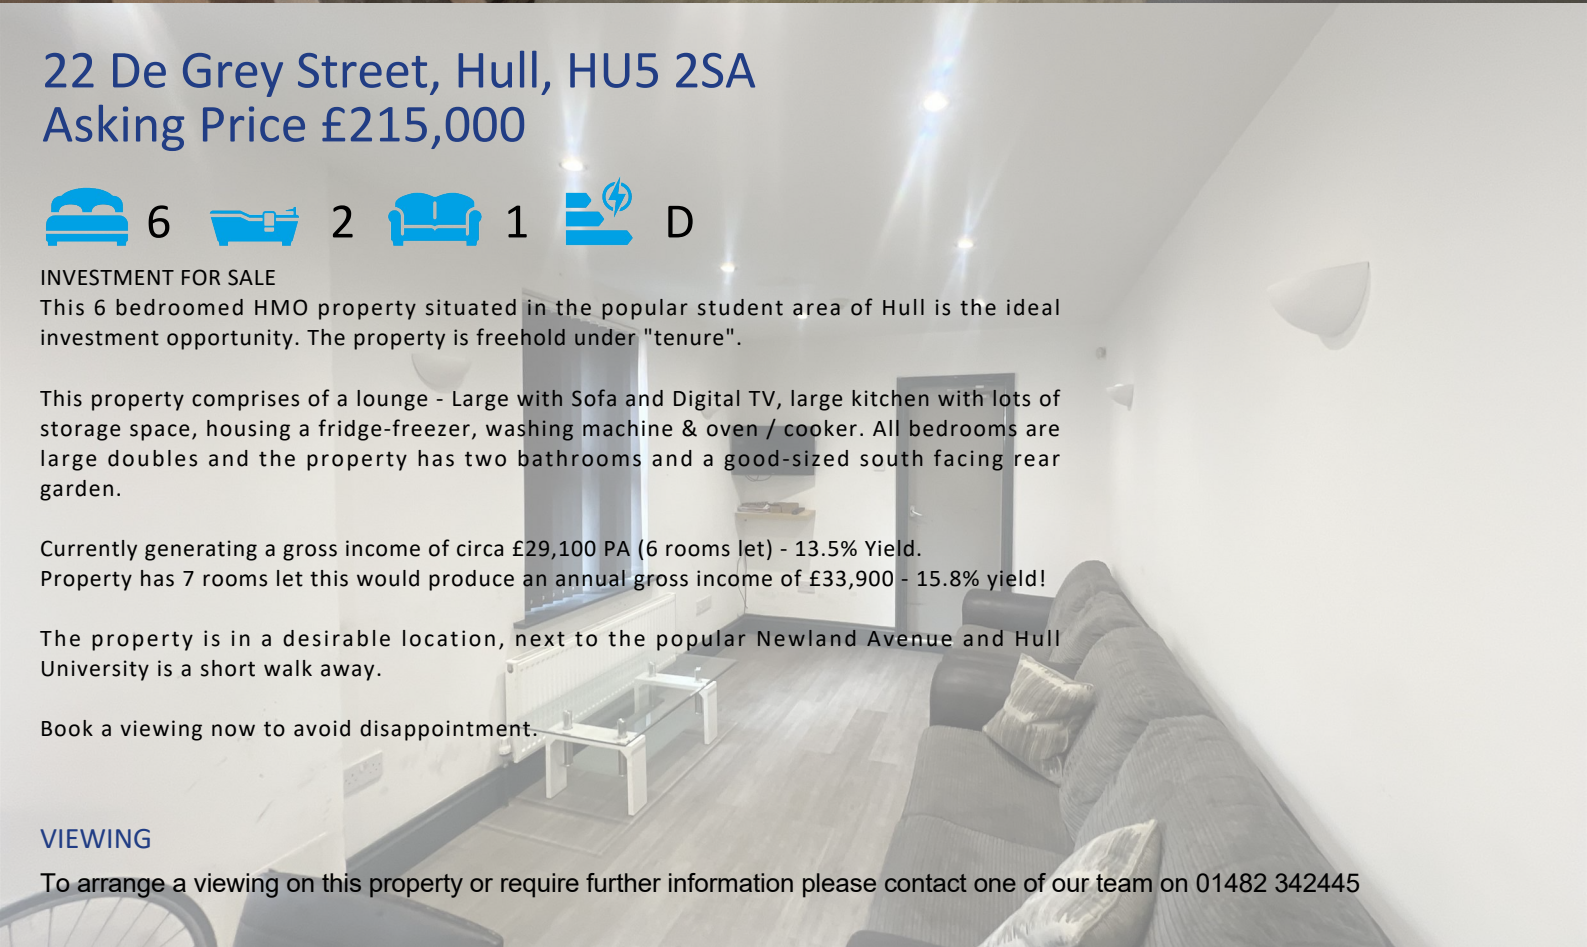 22 De Grey Street, Hull, HU5 2SA
Asking Price £215,000
6 2 1 D
INVESTMENT FOR SALE
This 6 bedroomed HMO property situated in the popular student area of Hull is the ideal
investment opportunity. The property is freehold under "tenure".
This property comprises of a lounge - Large with Sofa and Digital TV, large kitchen with lots of
storage space, housing a fridge-freezer, washing machine & oven / cooker. All bedrooms are
large doubles and the property has two bathrooms and a good-sized south facing rear
garden.
Currently generating a gross income of circa £29,100 PA (6 rooms let) - 13.5% Yield.
Property has 7 rooms let this would produce an annual gross income of £33,900 - 15.8% yield!
The property is in a desirable location, next to the popular Newland Avenue and Hull
University is a short walk away.
Book a viewing now to avoid disappointment.
VIEWING
To arrange a viewing on this property or require further information please contact one of our team on 01482 342445